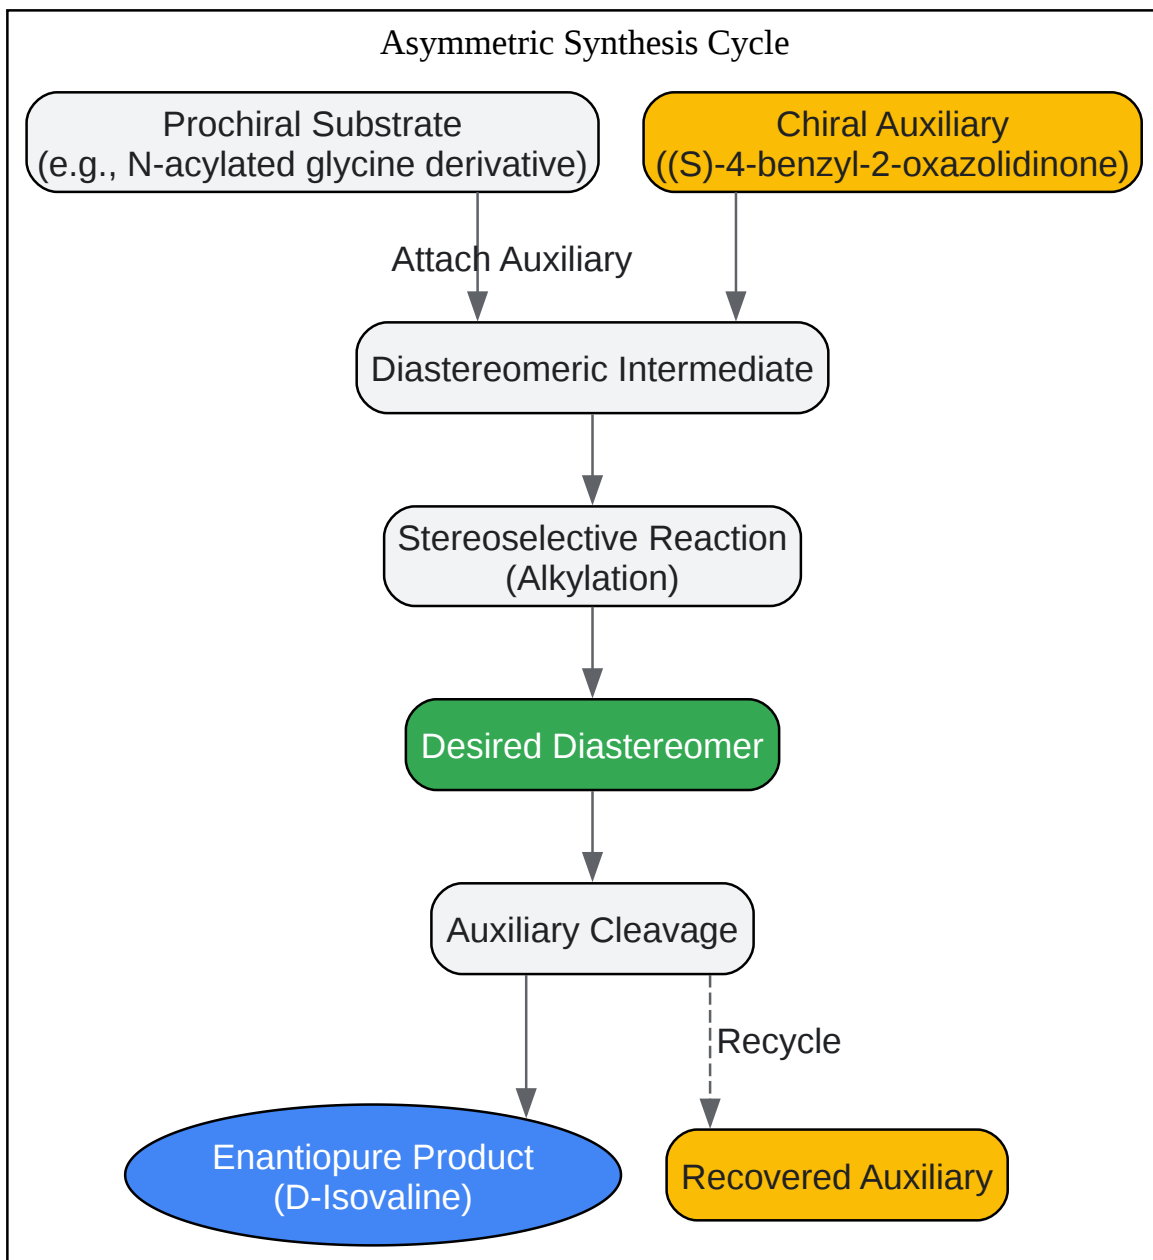 Asymmetric Synthesis Cycle
Prochiral Substrate
(e.g., N-acylated glycine derivative)
Chiral Auxiliary
((S)-4-benzyl-2-oxazolidinone)
Attach Auxiliary
Diastereomeric Intermediate
Stereoselective Reaction
(Alkylation)
Desired Diastereomer
Auxiliary Cleavage
Recycle
Enantiopure Product
(D-Isovaline)
Recovered Auxiliary